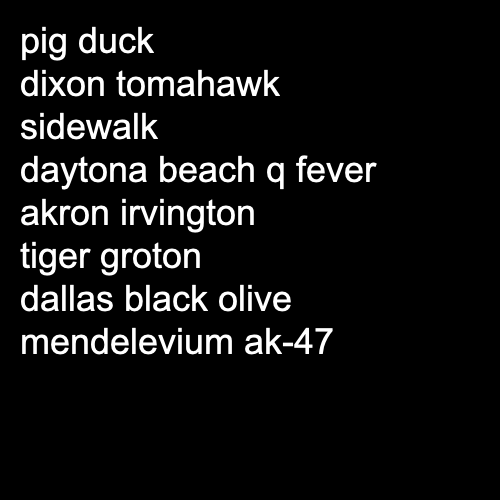 pig duck
dixon tomahawk
sidewalk
daytona beach q fever
akron irvington
tiger groton
dallas black olive
mendelevium ak-47